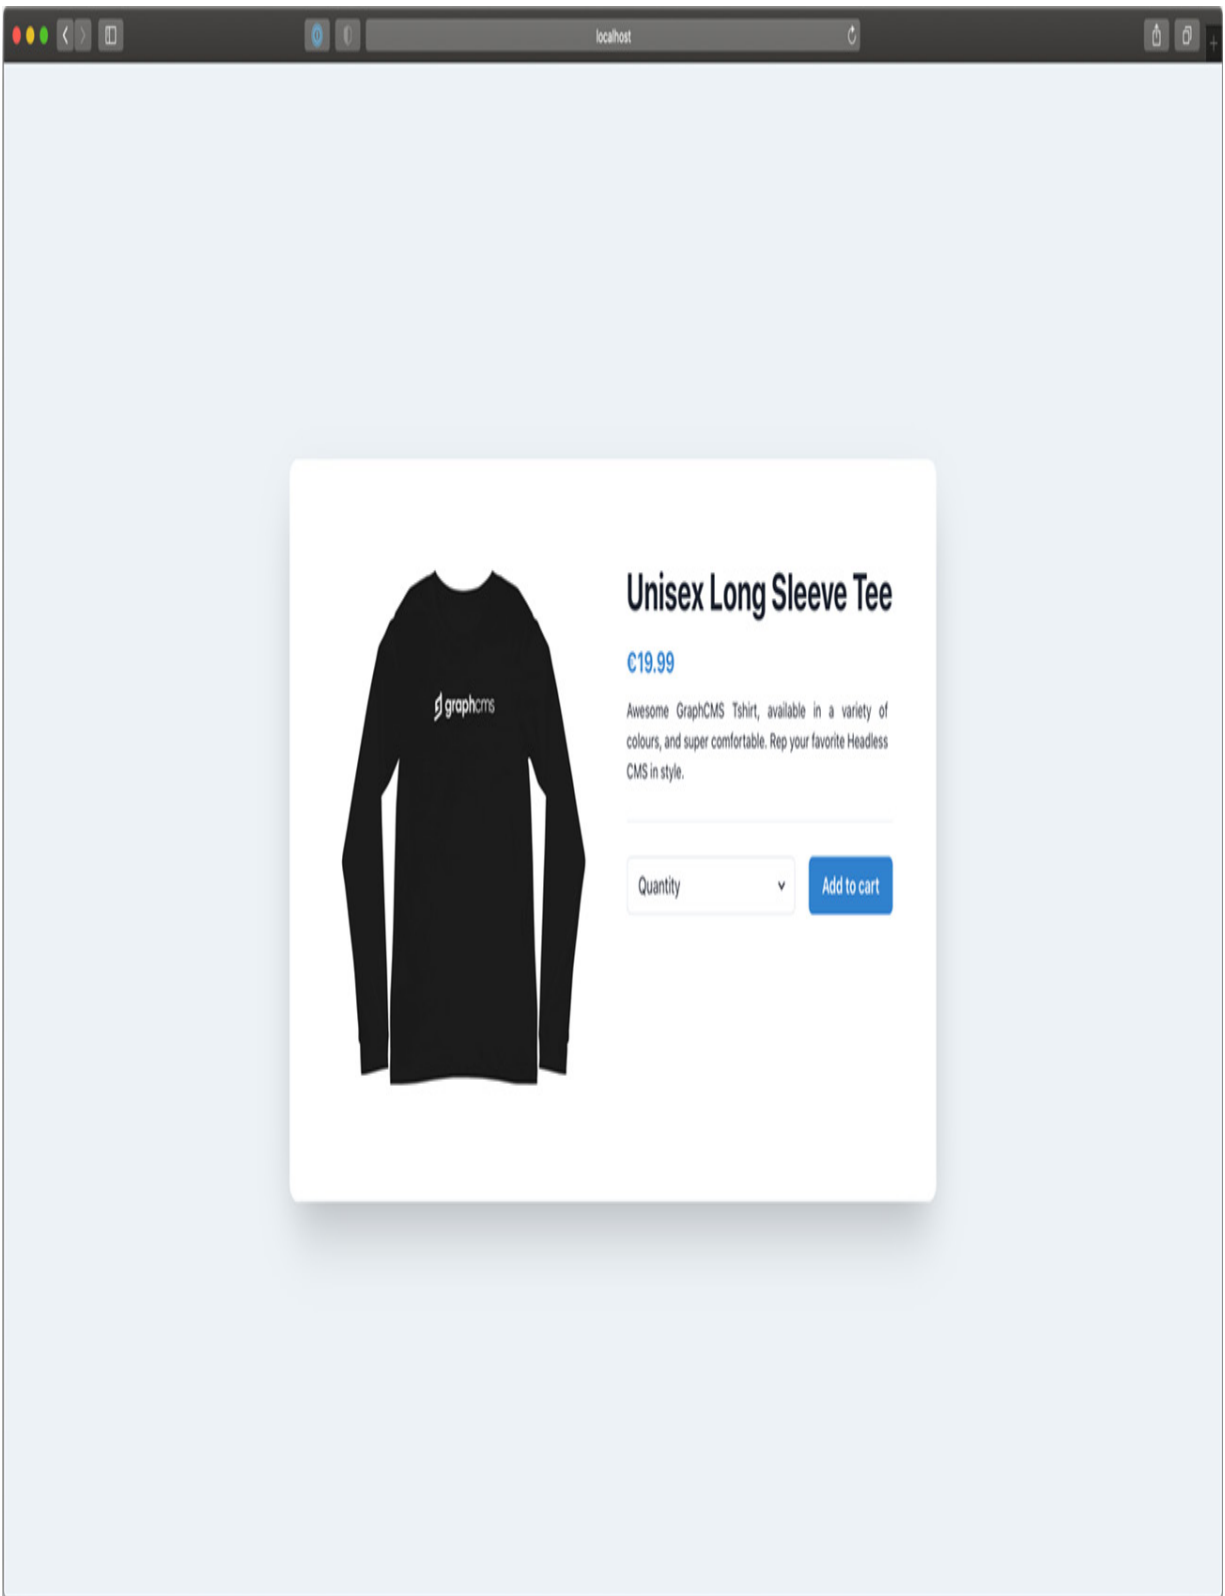 localhost
Unisex Long Sleeve Tee
€19.99
graphcms
Awesome GraphCMS Tshirt, available in a variety of
colours, and super comfortable. Rep your favorite Headless
CMS in style.
Quantity
Add to cart